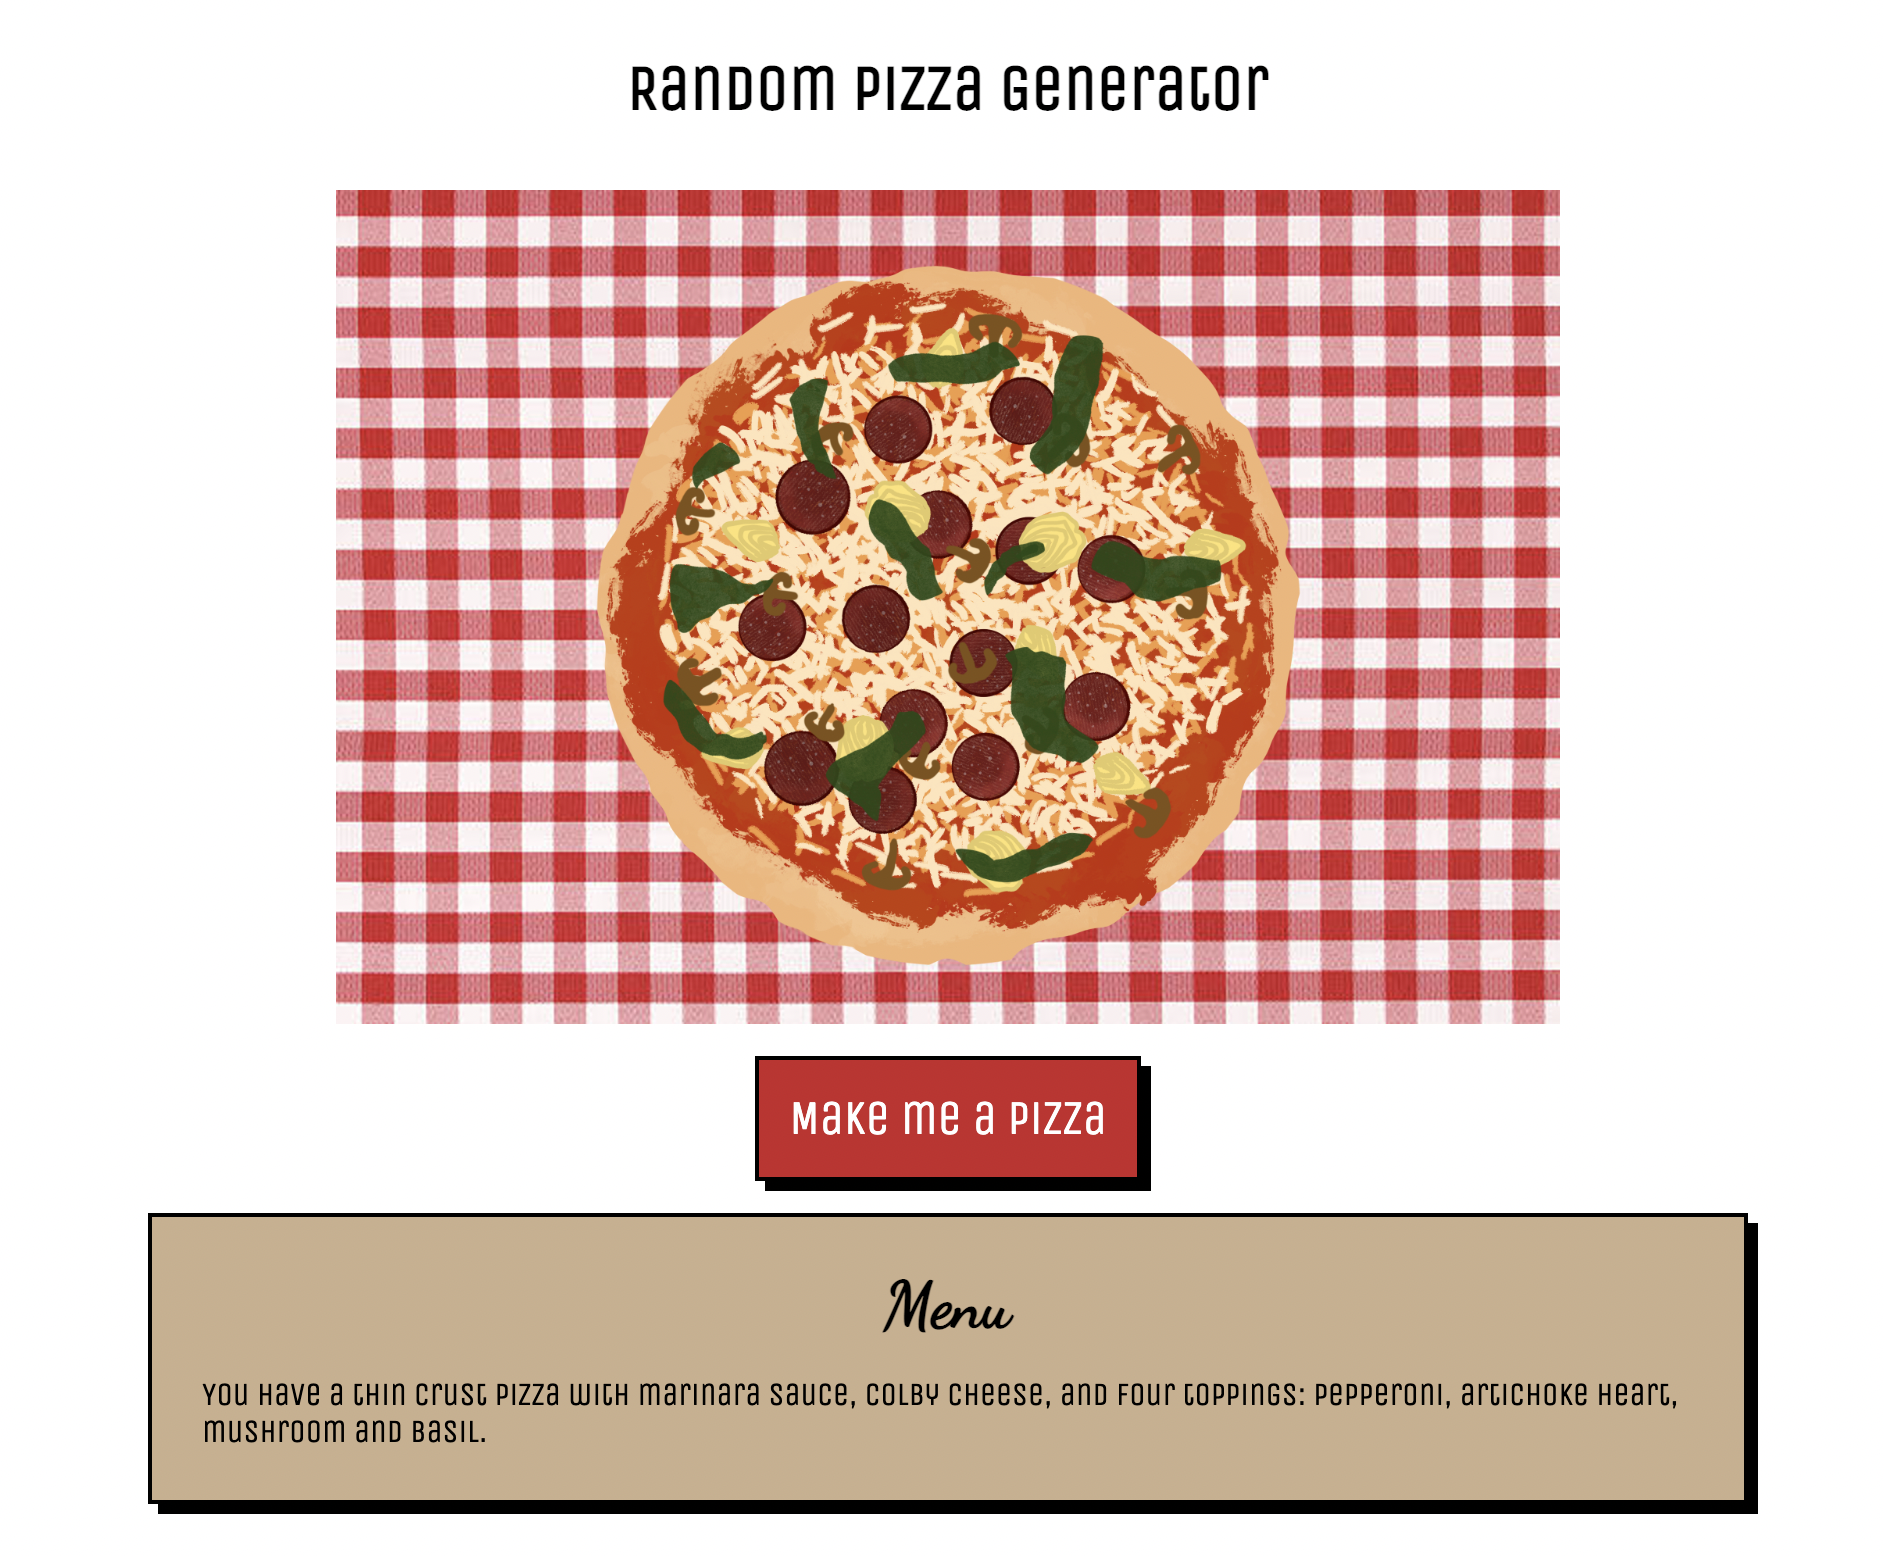 Random Pizza Generator
Make me a pizza
Menu
You have a thin crust pizza with marinara sauce, colby cheese, and four toppings: pepperoni, artichoke heart,
mushroom and basil.